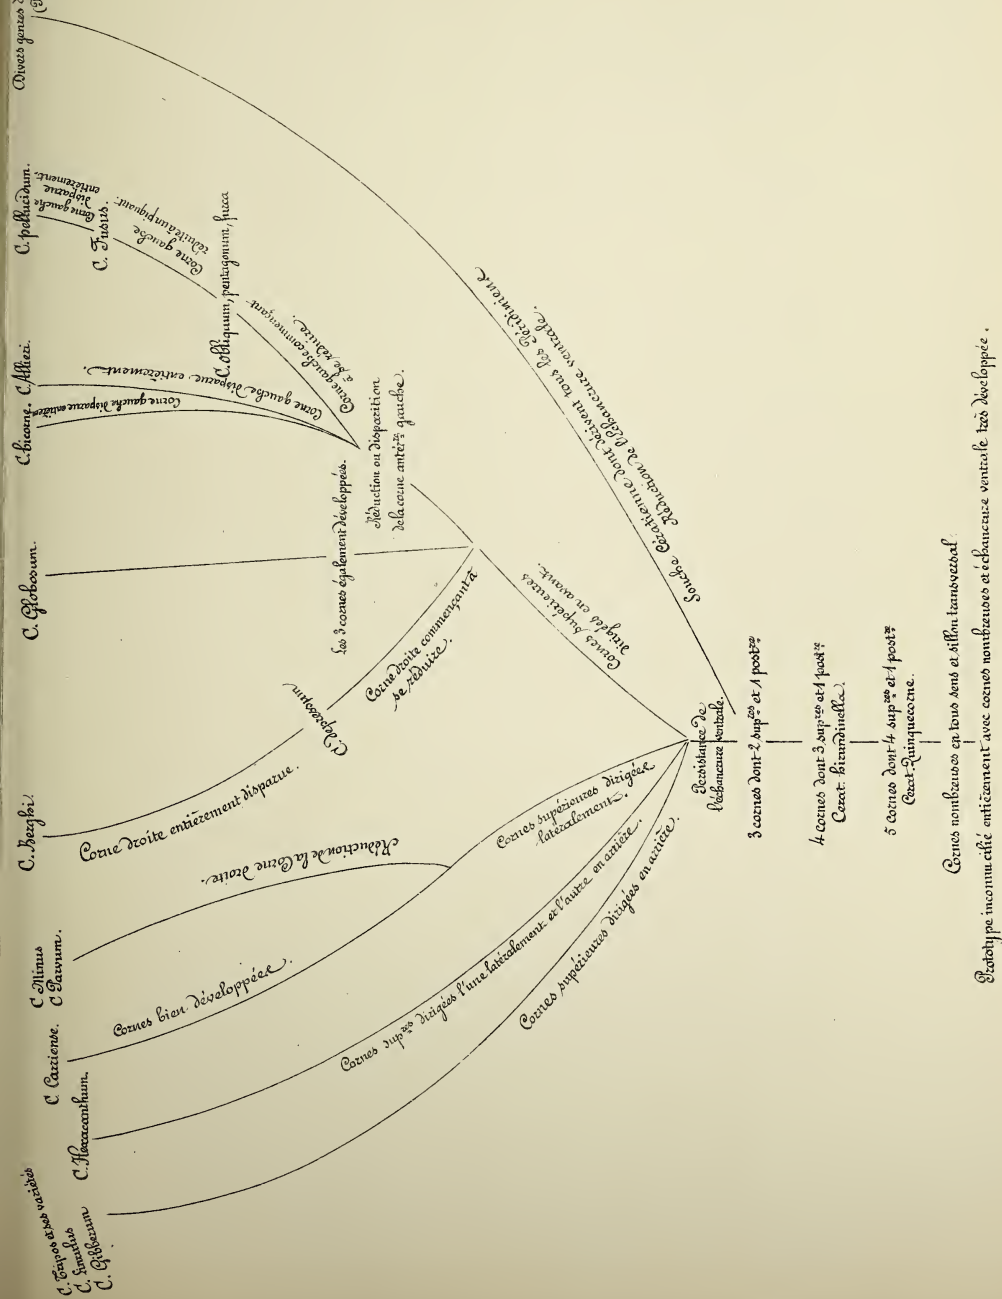 C. Tripos et ses variétés
C. Limulus
C. Gibberum
C. Hexacanthum.
C. Carriense.
C. Minus
C. Parvum.
C. Berghi.
C. Globosum.
C. bicorne.
C. Allieri.
C. pellucidum.
Divers genres
C. Fusus.
C. obliquum, pentagonum, furca
C. depressum
Corne gauche
disparue
entièrement.
Corne gauche
réduite à un piquant.
Corne gauche commençant
à se réduire.
Corne gauche disparue entièrement.
Corne gauche disparue entièrem
Réduction ou disparition
de la corne antérre gauche.
Les 3 cornes également développées.
Corne droite commençant à
se réduire.
Corne droite entièrement disparue.
Réduction de la Corne droite.
Cornes bien développées.
Cornes supérieures dirigées
latéralement.
Cornes supres dirigées l'une latéralement et l'autre en arrière.
Cornes supérieures dirigées en arrière.
Cornes supérieures
dirigées en avant.
Souche Cératienne dont dérivent tous les Péridiniens
Réduction de l'échancrure ventrale.
Persistance de
l'échancrure ventrale.
3 cornes dont 2 supres et 1 postre
4 cornes dont 3 supres et 1 postre
Cerat. hirundinella.
5 cornes dont 4 supres et 1 postre
Cerat. Quinquecorne.
Cornes nombreuses en tous sens et sillon transversal
Prototype inconnu cilié entièrement avec cornes nombreuses et échancrure ventrale très développée.